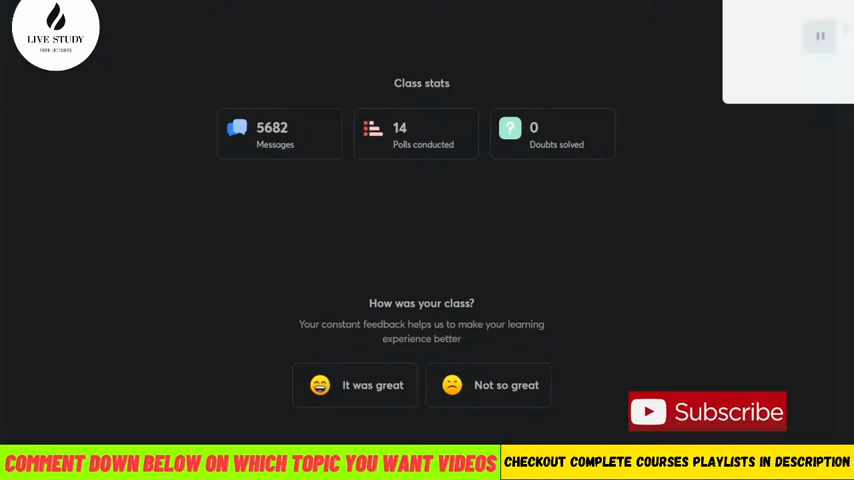 LIVE STUDY
FREE LECTURES
Class stats
5682
Messages
14
Polls conducted
0
Doubts solved
How was your class?
Your constant feedback helps us to make your learning
experience better
It was great
Not so great
Subscribe
COMMENT DOWN BELOW ON WHICH TOPIC YOU WANT VIDEOS
CHECKOUT COMPLETE COURSES PLAYLISTS IN DESCRIPTION